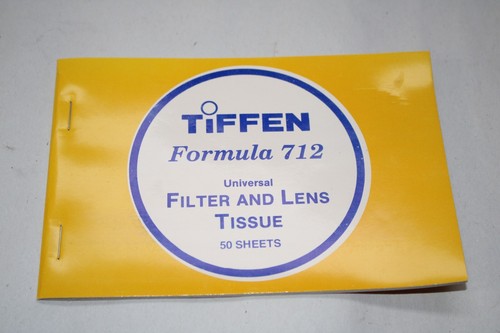 TiFFEN
Formula 712
Universal
FILTER AND LENS
TISSUE
50 SHEETS